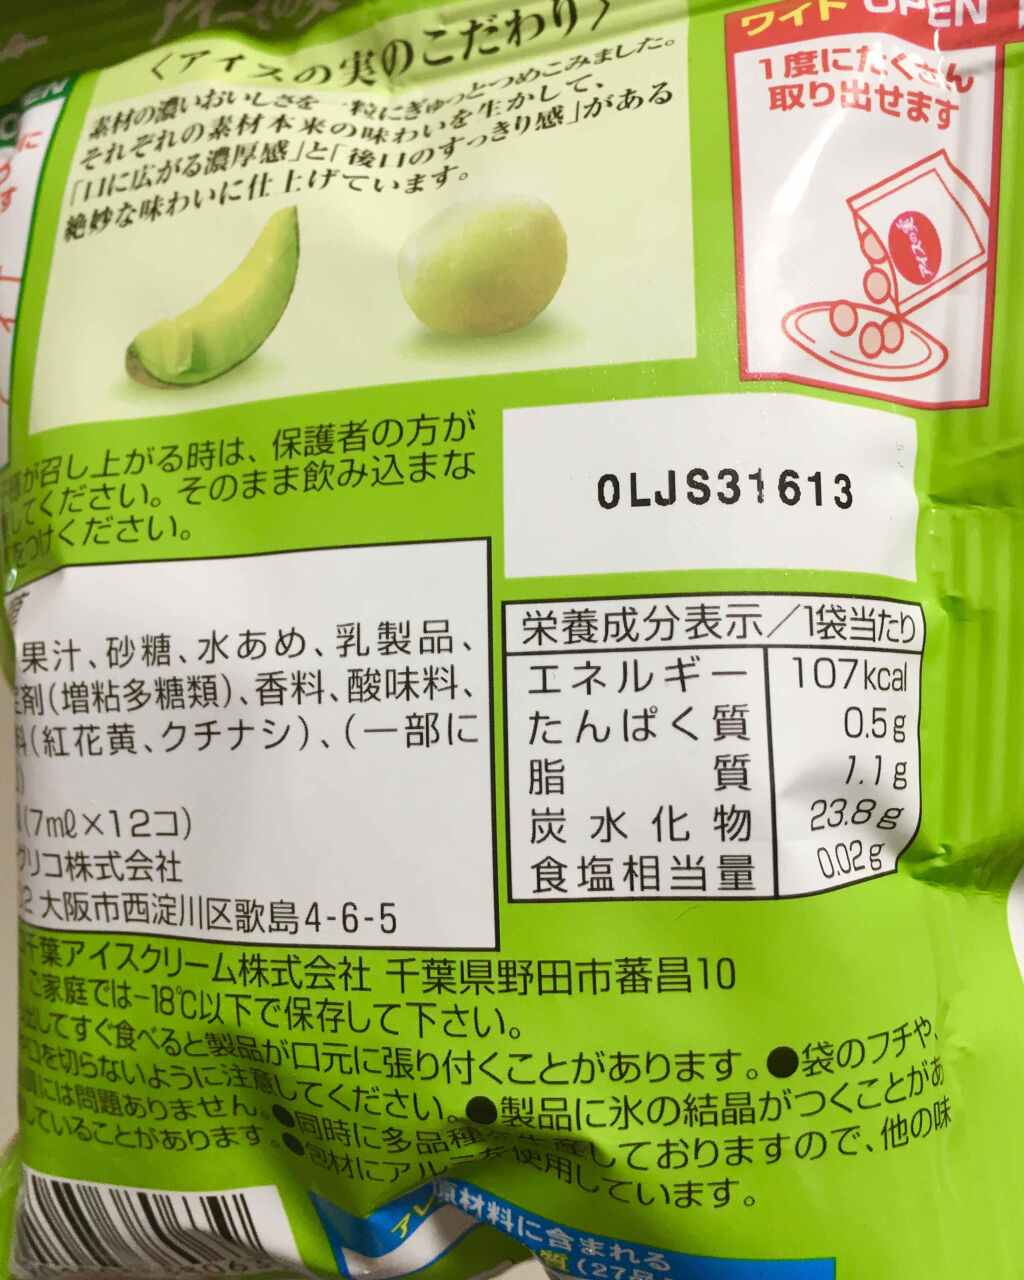 〈アイスの実のこだわり〉
素材の濃いおいしさを一粒にぎゅっとつめこみました。
それぞれの素材本来の味わいを生かして、
「口に広がる濃厚感」と「後口のすっきり感」がある
絶妙な味わいに仕上げています。
ワイド OPEN
1度にたくさん
取り出せます
アイスの実
が召し上がる時は、保護者の方が
してください。そのまま飲み込まな
をつけください。
0LJS31613
果汁、砂糖、水あめ、乳製品、
剤(増粘多糖類)、香料、酸味料、
(紅花黄、クチナシ)、(一部に
(7mℓ×12コ)
グリコ株式会社
大阪市西淀川区歌島4-6-5
栄養成分表示/1袋当たり
エネルギー 107kcal
たんぱく質 0.5g
脂質 1.1g
炭水化物 23.8g
食塩相当量 0.02g
千葉アイスクリーム株式会社 千葉県野田市蕃昌10
ご家庭では-18℃以下で保存して下さい。
出してすぐ食べると製品が口元に張り付くことがあります。●袋のフチや、
口を切らないように注意してください。●製品に氷の結晶がつくことがあ
には問題ありません。●同時に多品種を生産しておりますので、他の味
していることがあります。●包材にアルミを使用しています。
原材料に含まれる
アレ
質(27品